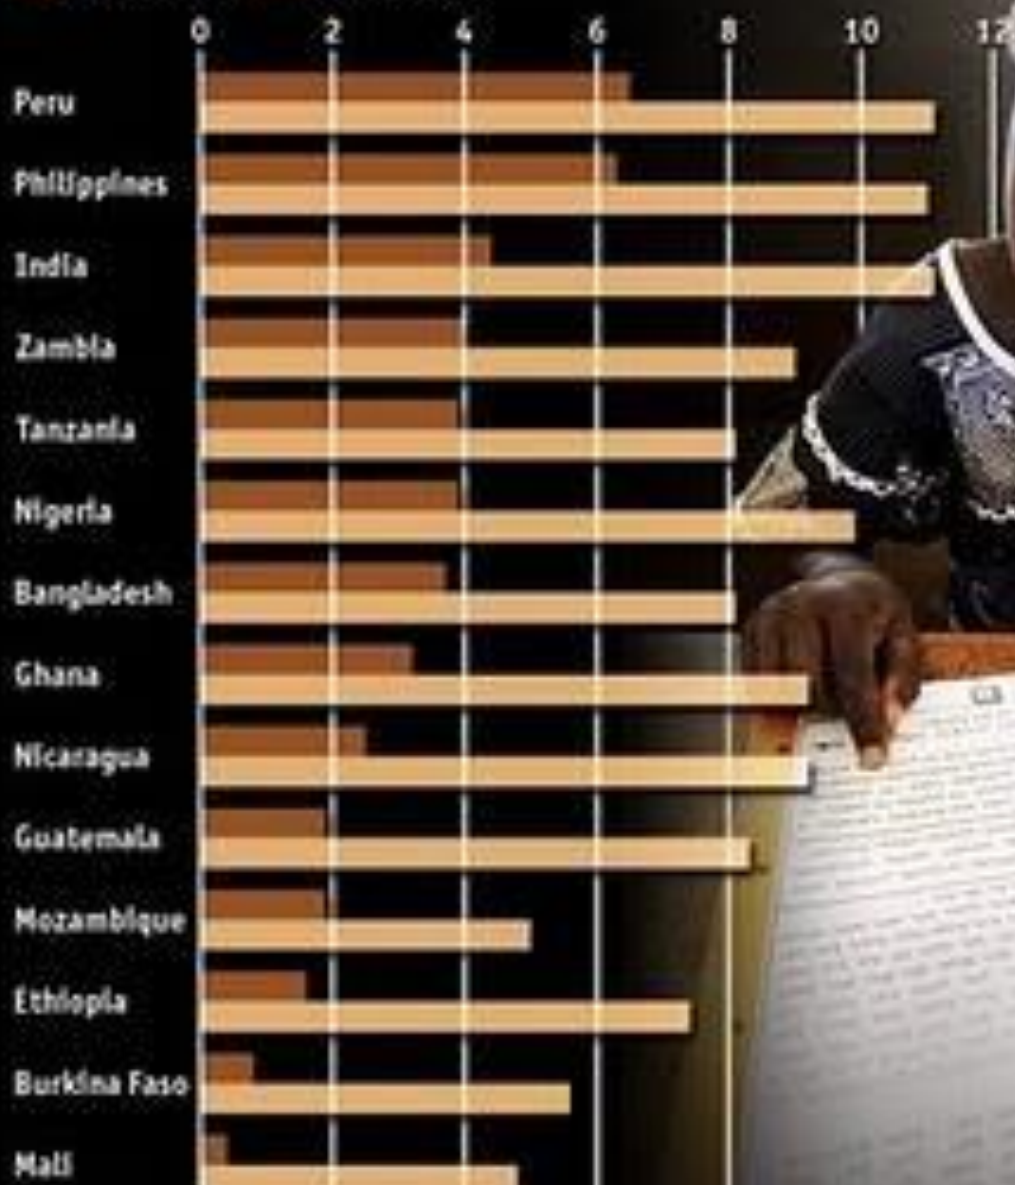 0 2 4 6 8 10 12
Peru
Philippines
India
Zambia
Tanzania
Nigeria
Bangladesh
Ghana
Nicaragua
Guatemala
Mozambique
Ethiopia
Burkina Faso
Mali